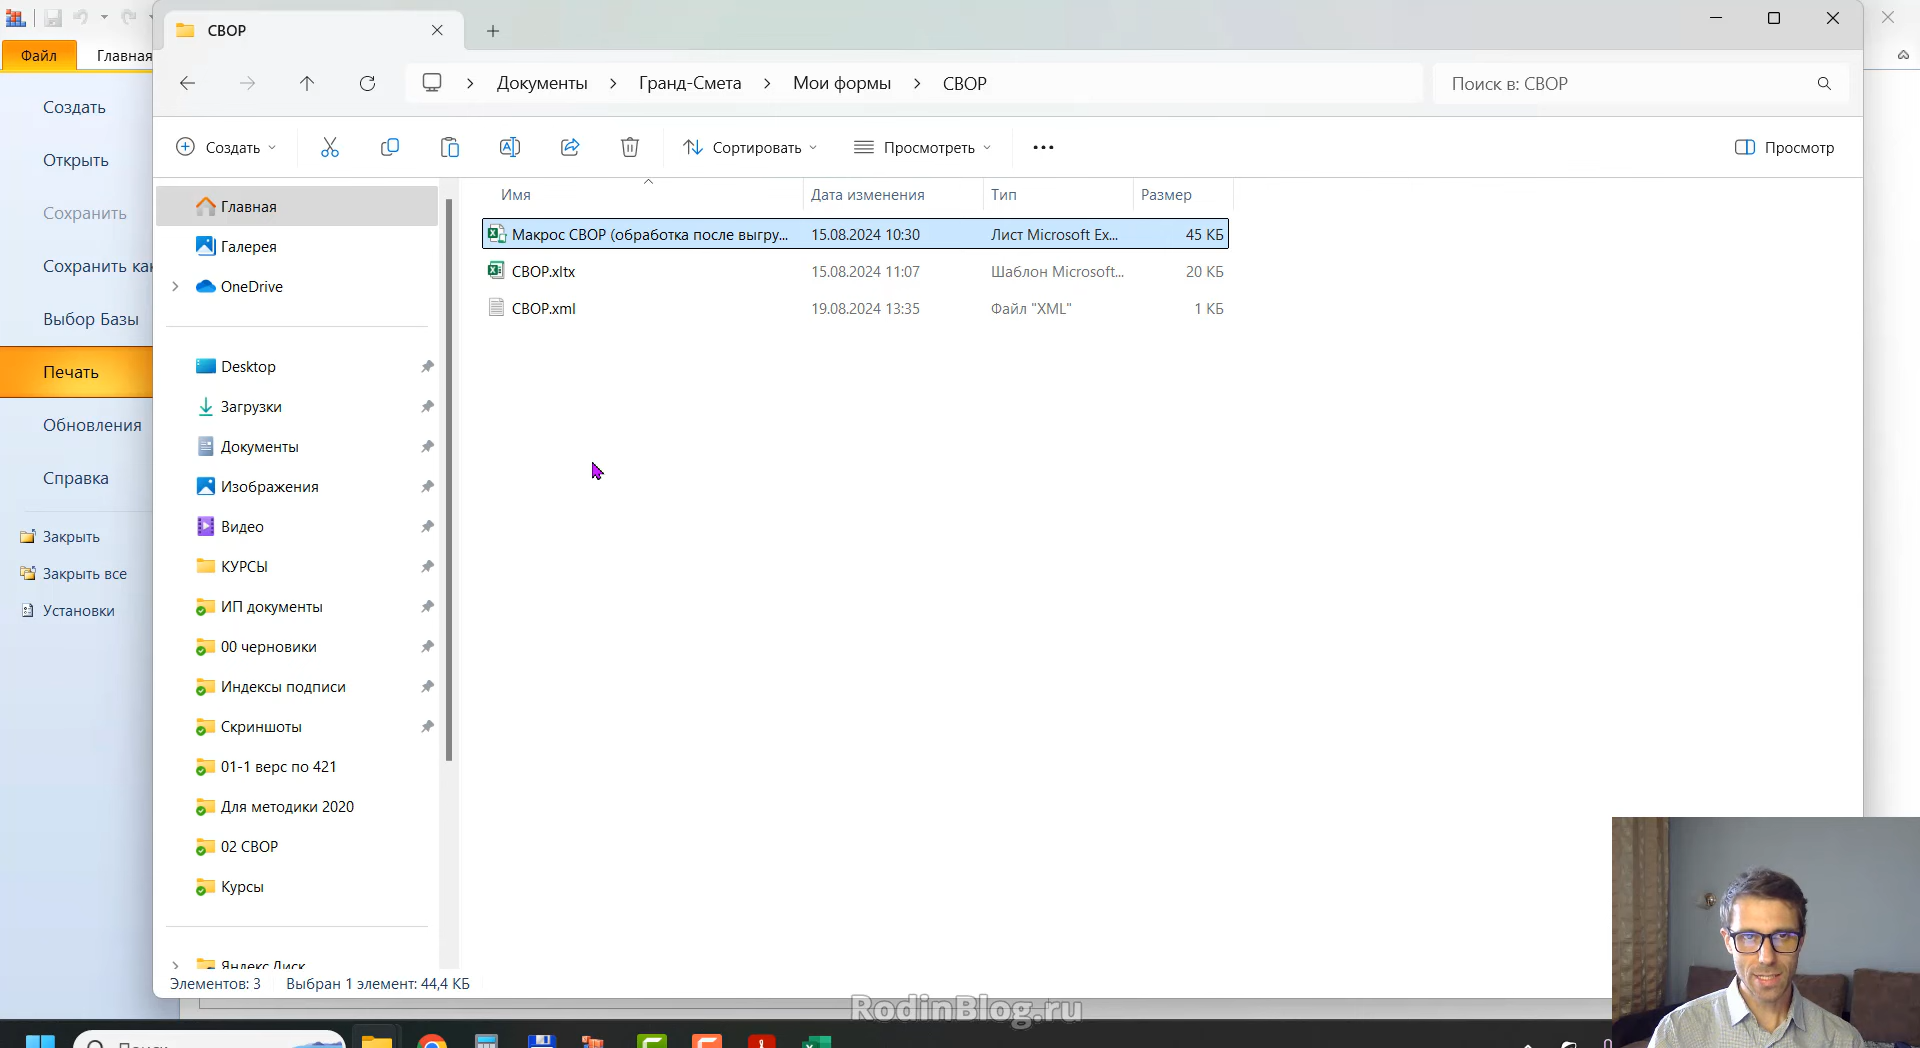 СВОР
Файл
Главная
Документы
Гранд-Смета
Мои формы
СВОР
Поиск в: СВОР
Создать
Открыть
Сохранить
Сохранить как
Выбор Базы
Печать
Обновления
Справка
Закрыть
Закрыть все
Установки
Создать
Сортировать
Просмотреть
Просмотр
Главная
Галерея
OneDrive
Desktop
Загрузки
Документы
Изображения
Видео
КУРСЫ
ИП документы
00 черновики
Индексы подписи
Скриншоты
01-1 верс по 421
Для методики 2020
02 СВОР
Курсы
Яндекс.Диск
Имя Дата изменения Тип Размер
Макрос СВОР (обработка после выгру... 15.08.2024 10:30 Лист Microsoft Ex... 45 КБ
СВОР.xltx 15.08.2024 11:07 Шаблон Microsoft... 20 КБ
СВОР.xml 19.08.2024 13:35 Файл "XML" 1 КБ
Элементов: 3 Выбран 1 элемент: 44,4 КБ
RodinBlog.ru
Поиск